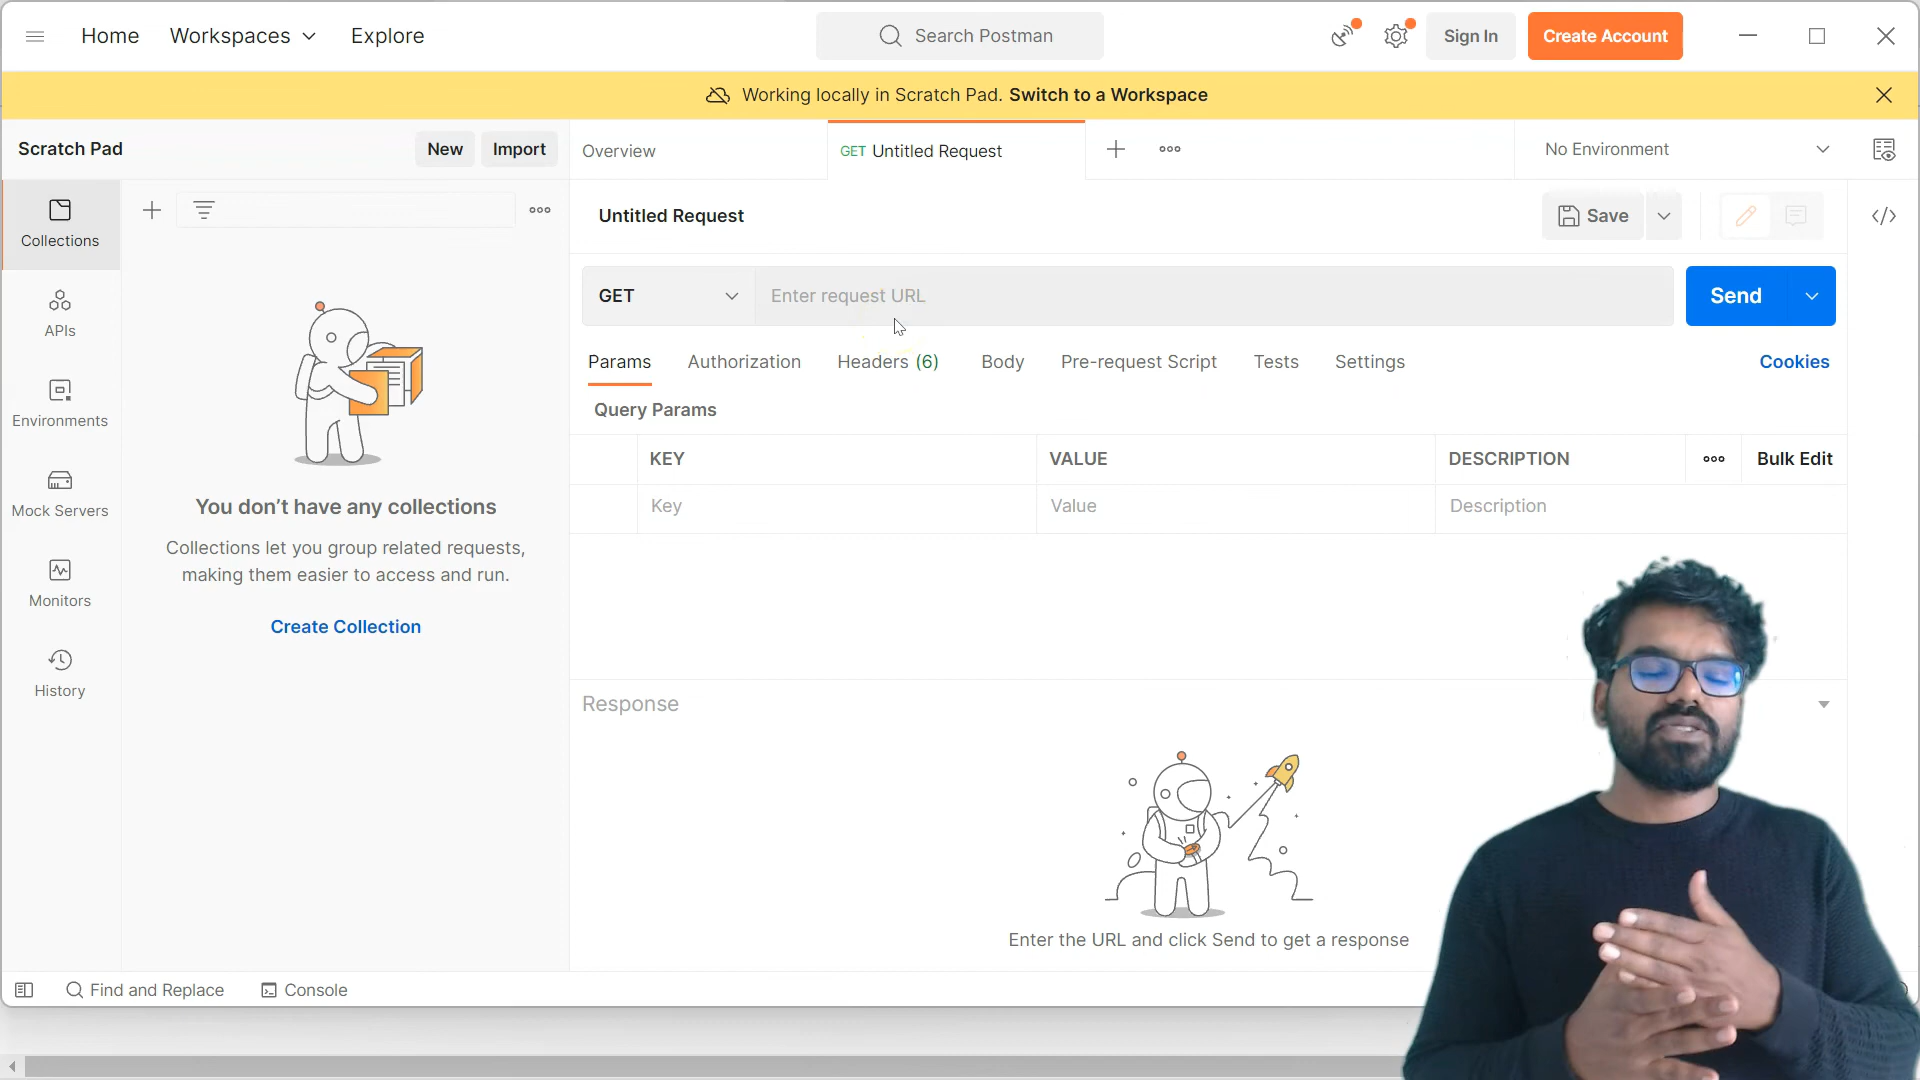 Home
Workspaces
Explore
Search Postman
Sign In
Create Account
Working locally in Scratch Pad. Switch to a Workspace
Scratch Pad
New
Import
Overview
GET Untitled Request
No Environment
Collections
APIs
Environments
Mock Servers
Monitors
History
You don’t have any collections
Collections let you group related requests,
making them easier to access and run.
Create Collection
Untitled Request
Save
GET
Enter request URL
Send
Params
Authorization
Headers (6)
Body
Pre-request Script
Tests
Settings
Cookies
Query Params
KEY
VALUE
DESCRIPTION
Bulk Edit
Key
Value
Description
Response
Enter the URL and click Send to get a response
Find and Replace
Console